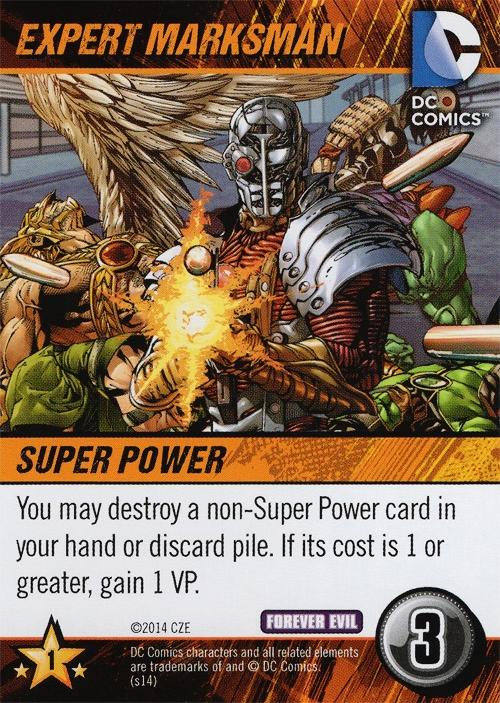 EXPERT MARKSMAN
DC
DC
COMICS™
SUPER POWER
You may destroy a non-Super Power card in
your hand or discard pile. If its cost is 1 or
greater, gain 1 VP.
©2014 CZE
FOREVER EVIL
1
3
DC Comics characters and all related elements
are trademarks of and © DC Comics.
(s14)